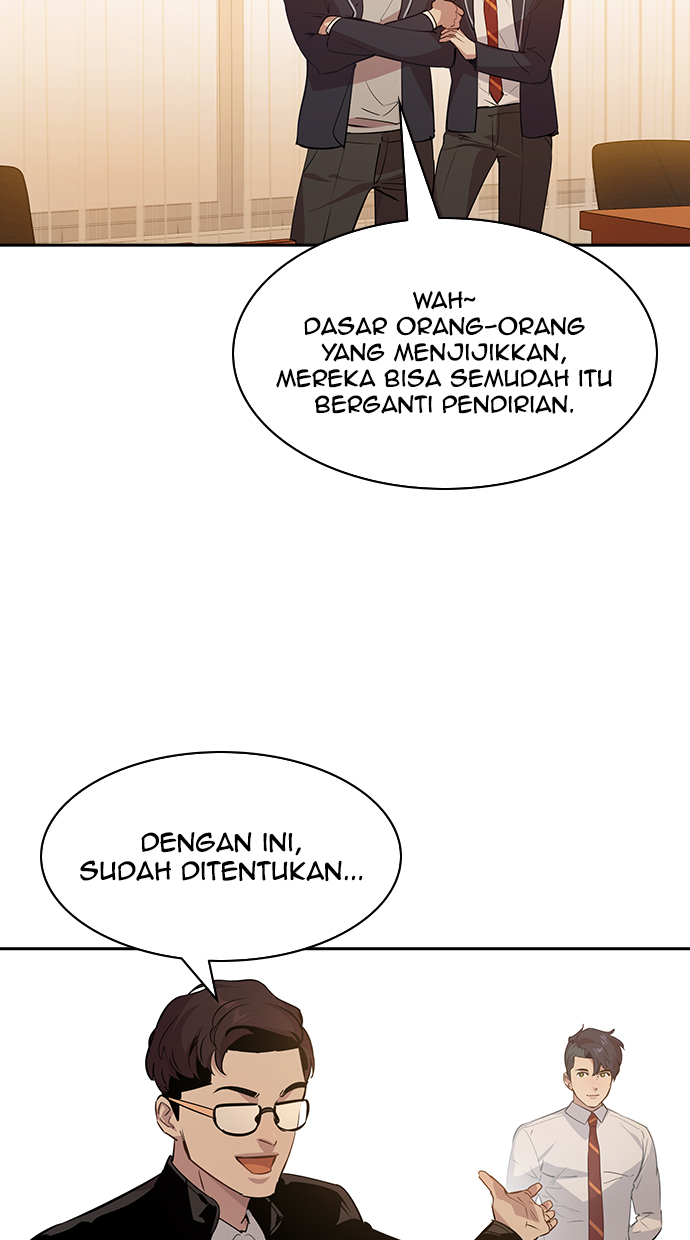 WAH~
DASAR ORANG-ORANG
YANG MENJIJIKKAN,
MEREKA BISA SEMUDAH ITU
BERGANTI PENDIRIAN.
DENGAN INI,
SUDAH DITENTUKAN...